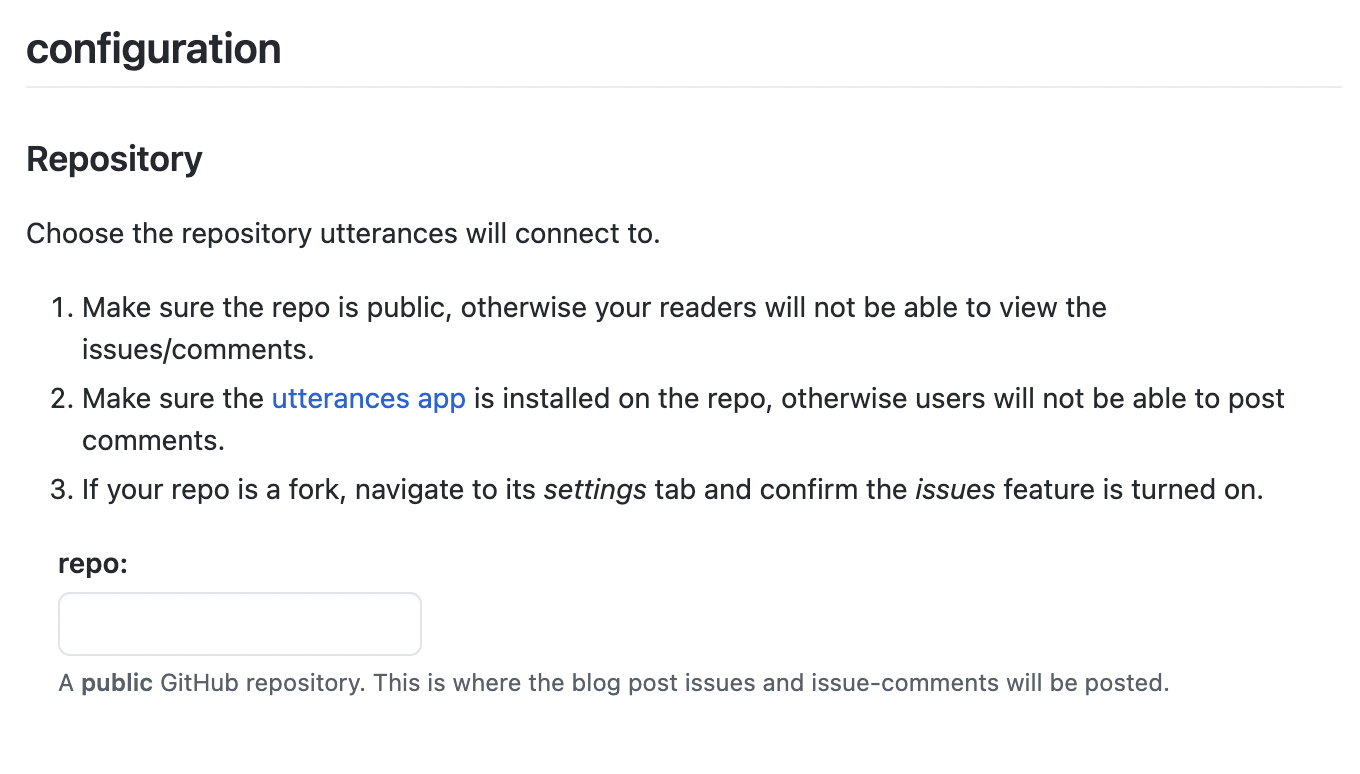 configuration
Repository
Choose the repository utterances will connect to.
1. Make sure the repo is public, otherwise your readers will not be able to view the
issues/comments.
2. Make sure the utterances app is installed on the repo, otherwise users will not be able to post
comments.
3. If your repo is a fork, navigate to its settings tab and confirm the issues feature is turned on.
repo:
A public GitHub repository. This is where the blog post issues and issue-comments will be posted.